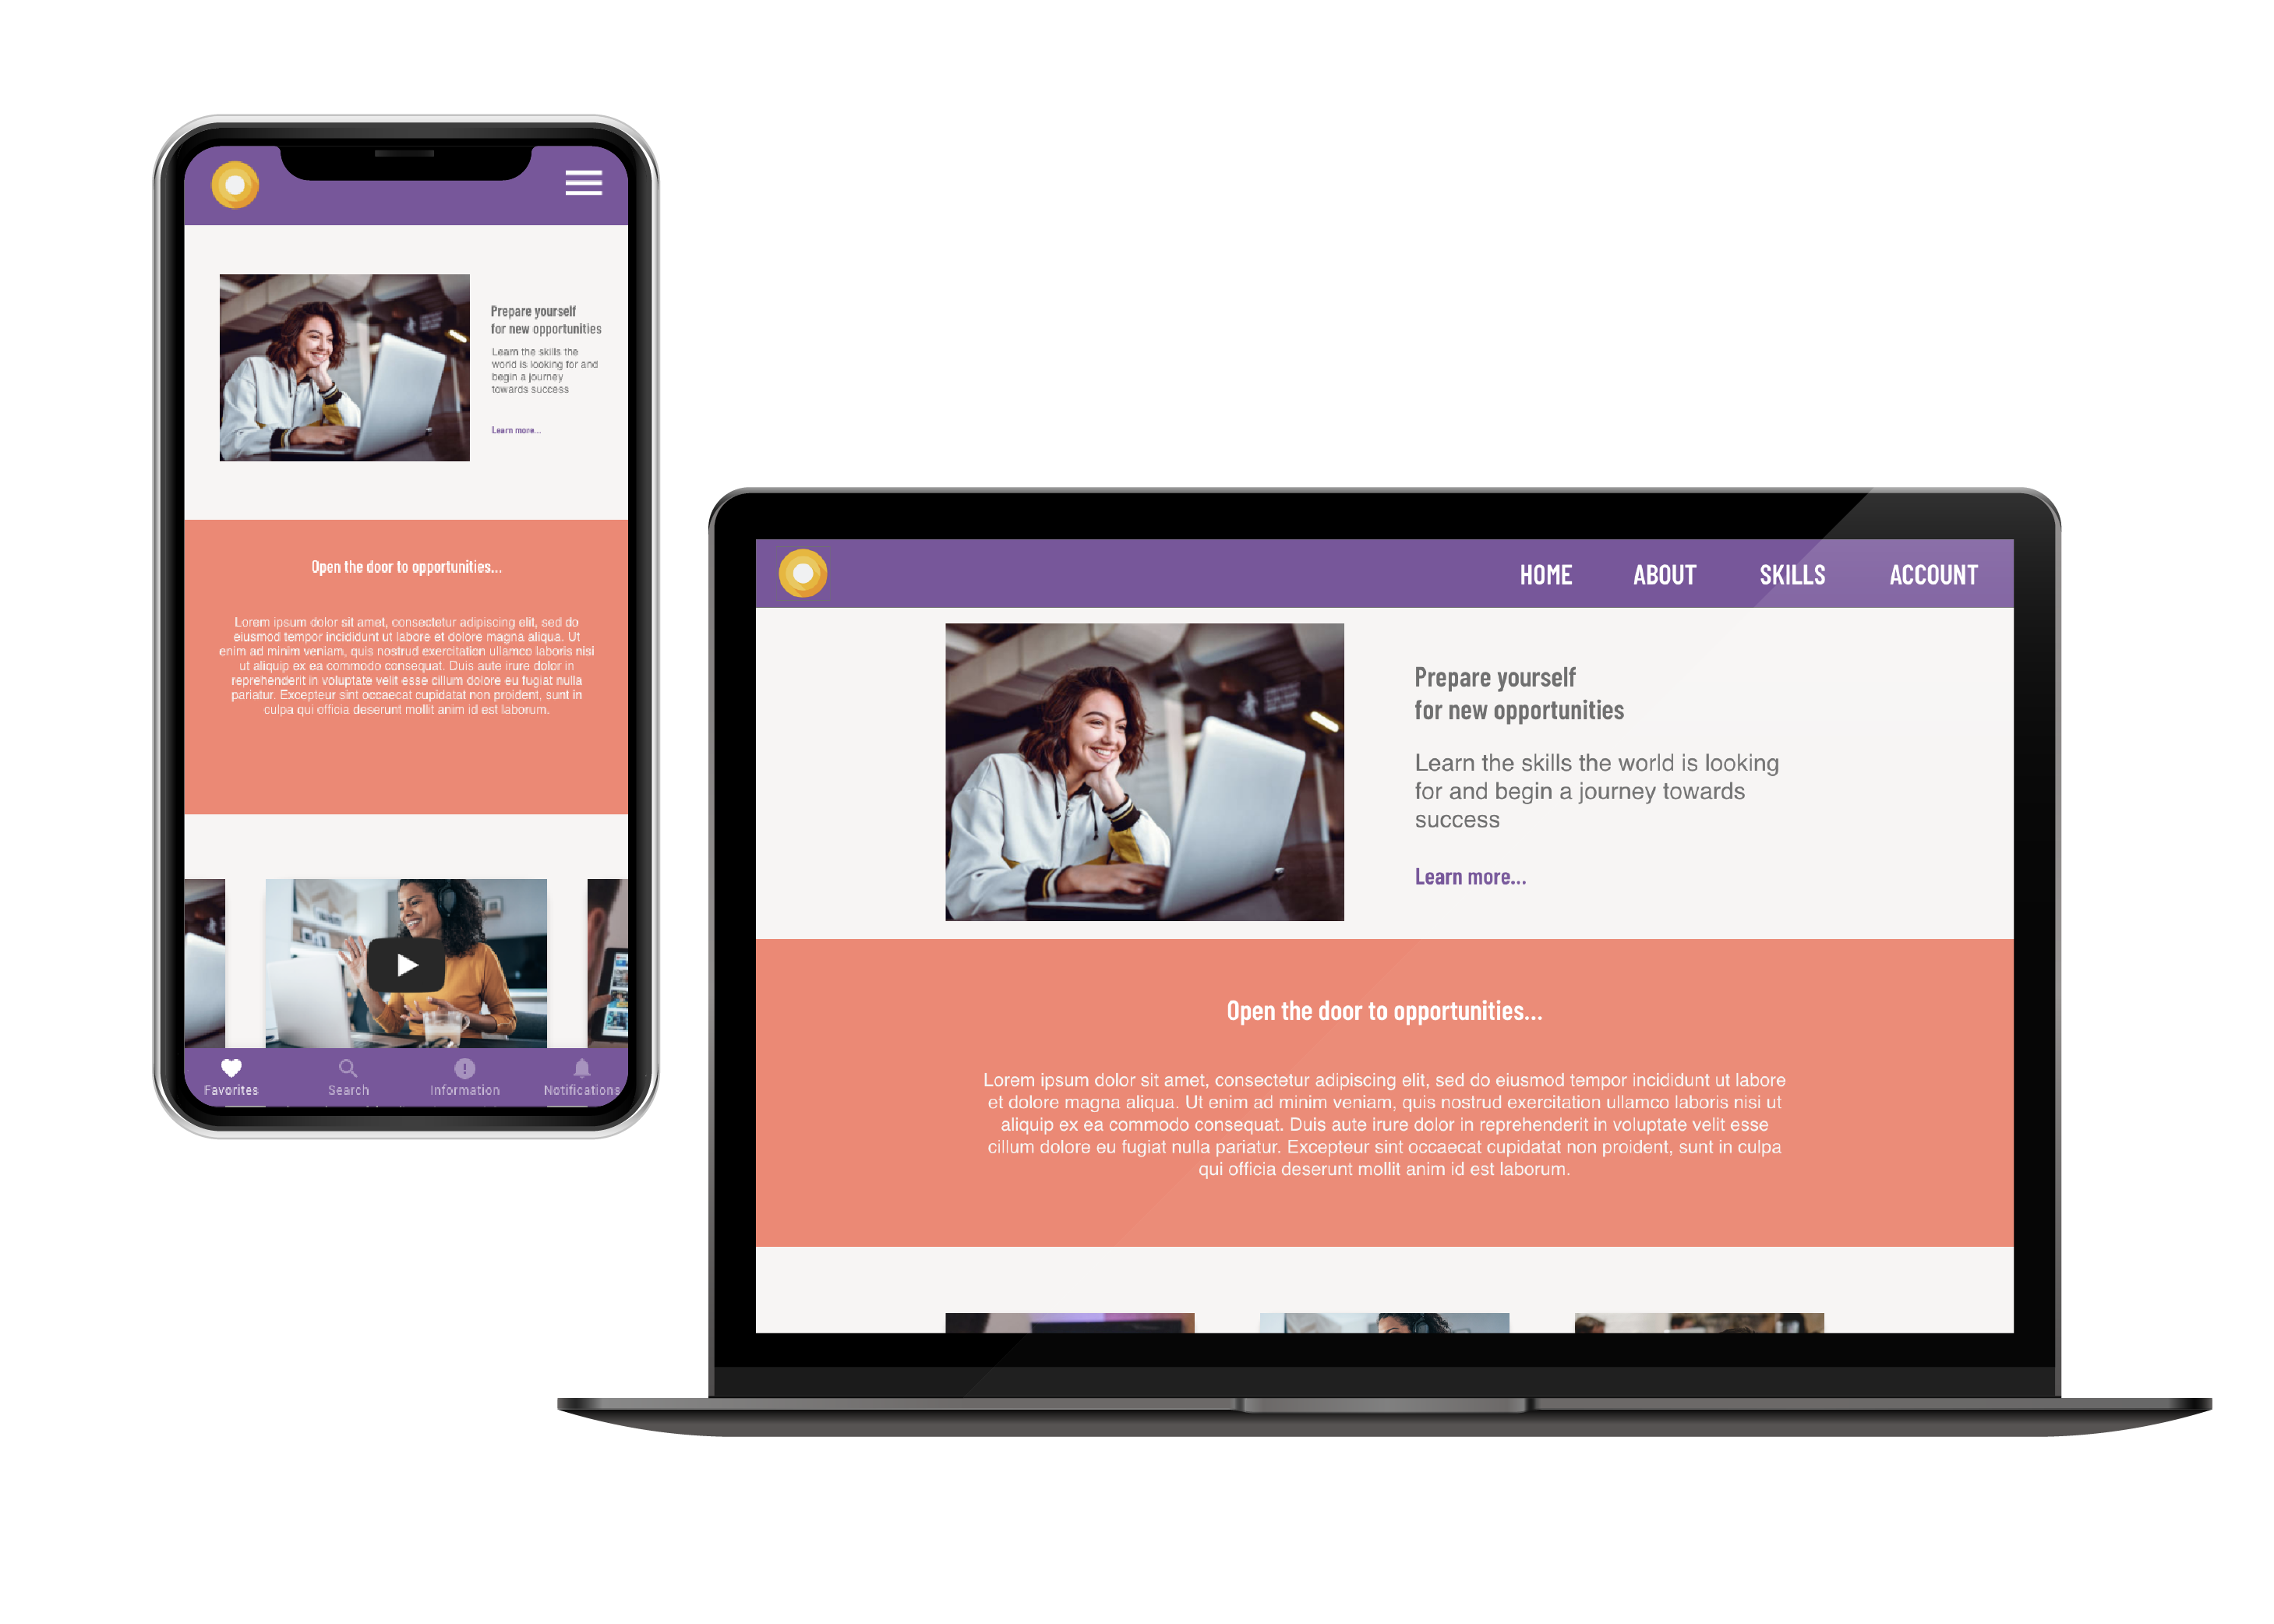 Prepare yourself
for new opportunities
Learn the skills the
world is looking for and
begin a journey
towards success
Learn more...
Open the door to opportunities...
Lorem ipsum dolor sit amet, consectetur adipiscing elit, sed do
eiusmod tempor incididunt ut labore et dolore magna aliqua. Ut
enim ad minim veniam, quis nostrud exercitation ullamco laboris nisi
ut aliquip ex ea commodo consequat. Duis aute irure dolor in
reprehenderit in voluptate velit esse cillum dolore eu fugiat nulla
pariatur. Excepteur sint occaecat cupidatat non proident, sunt in
culpa qui officia deserunt mollit anim id est laborum.
Favorites
Search
Information
Notifications
HOME ABOUT SKILLS ACCOUNT
Prepare yourself
for new opportunities
Learn the skills the world is looking
for and begin a journey towards
success
Learn more...
Open the door to opportunities...
Lorem ipsum dolor sit amet, consectetur adipiscing elit, sed do eiusmod tempor incididunt ut labore
et dolore magna aliqua. Ut enim ad minim veniam, quis nostrud exercitation ullamco laboris nisi ut
aliquip ex ea commodo consequat. Duis aute irure dolor in reprehenderit in voluptate velit esse
cillum dolore eu fugiat nulla pariatur. Excepteur sint occaecat cupidatat non proident, sunt in culpa
qui officia deserunt mollit anim id est laborum.